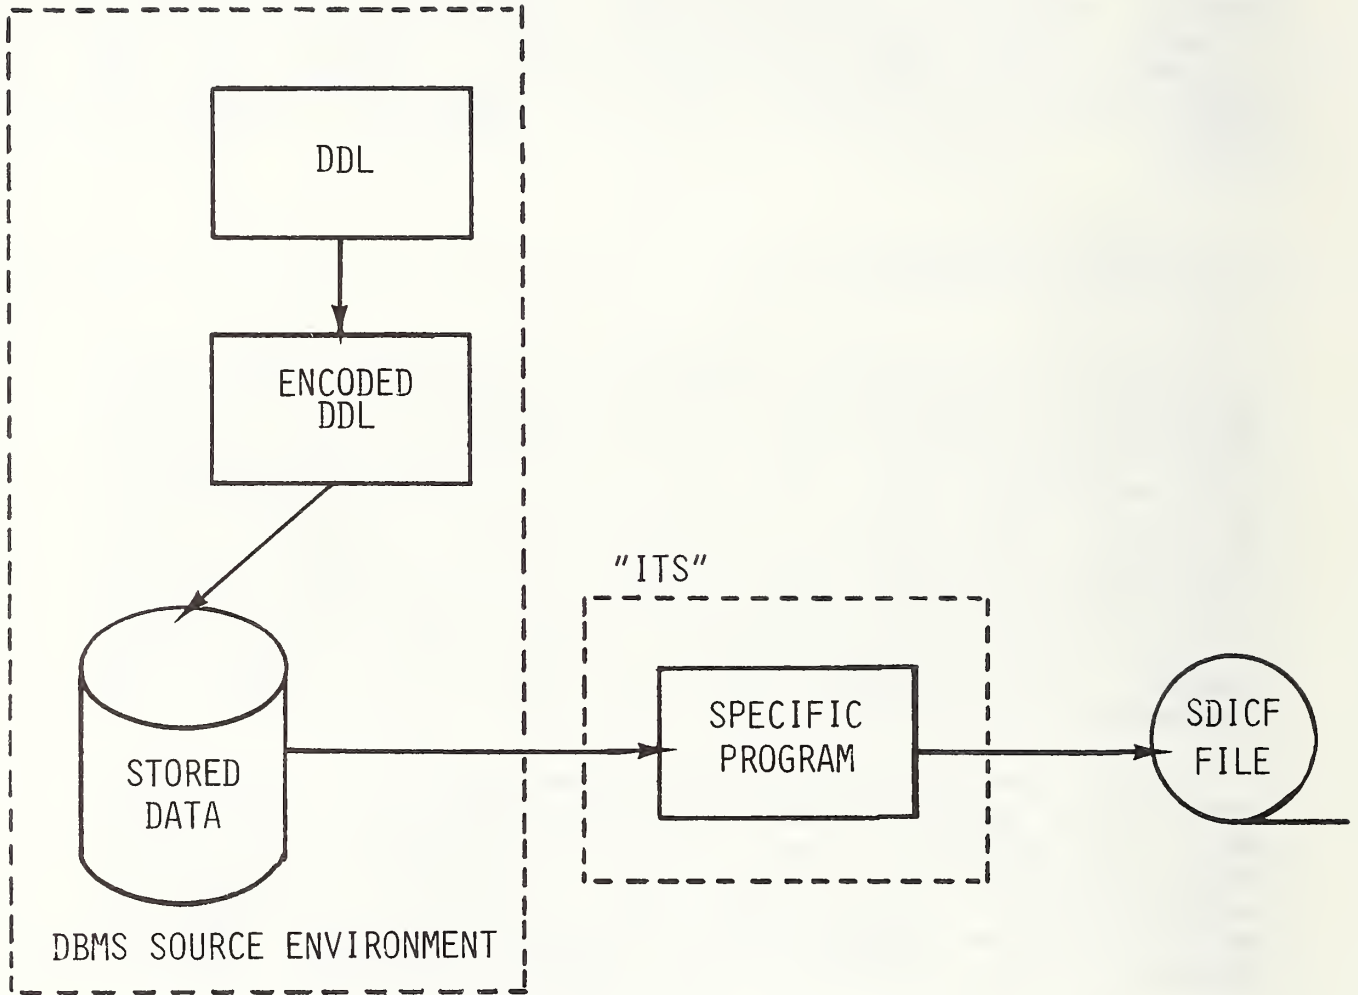 DDL
ENCODED
DDL
"ITS"
SPECIFIC
PROGRAM
SDICF
FILE
STORED
DATA
DBMS SOURCE ENVIRONMENT